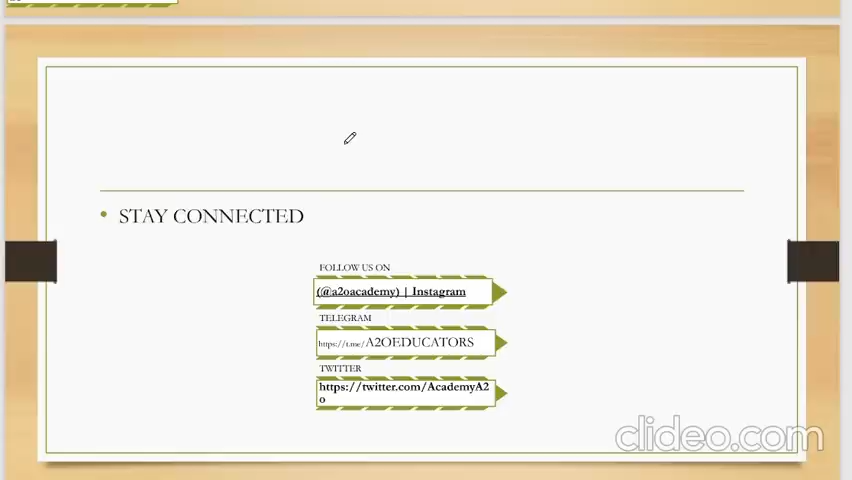 STAY CONNECTED
FOLLOW US ON
(@a2oacademy) | Instagram
TELEGRAM
https://t.me/A2OEDUCATORS
TWITTER
https://twitter.com/AcademyA2
o
clideo.com